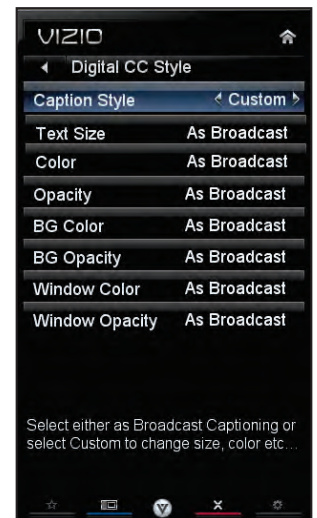 VIZIO
Digital CC Style
Caption Style Custom
Text Size As Broadcast
Color As Broadcast
Opacity As Broadcast
BG Color As Broadcast
BG Opacity As Broadcast
Window Color As Broadcast
Window Opacity As Broadcast
Select either as Broadcast Captioning or
select Custom to change size, color etc...
V
X